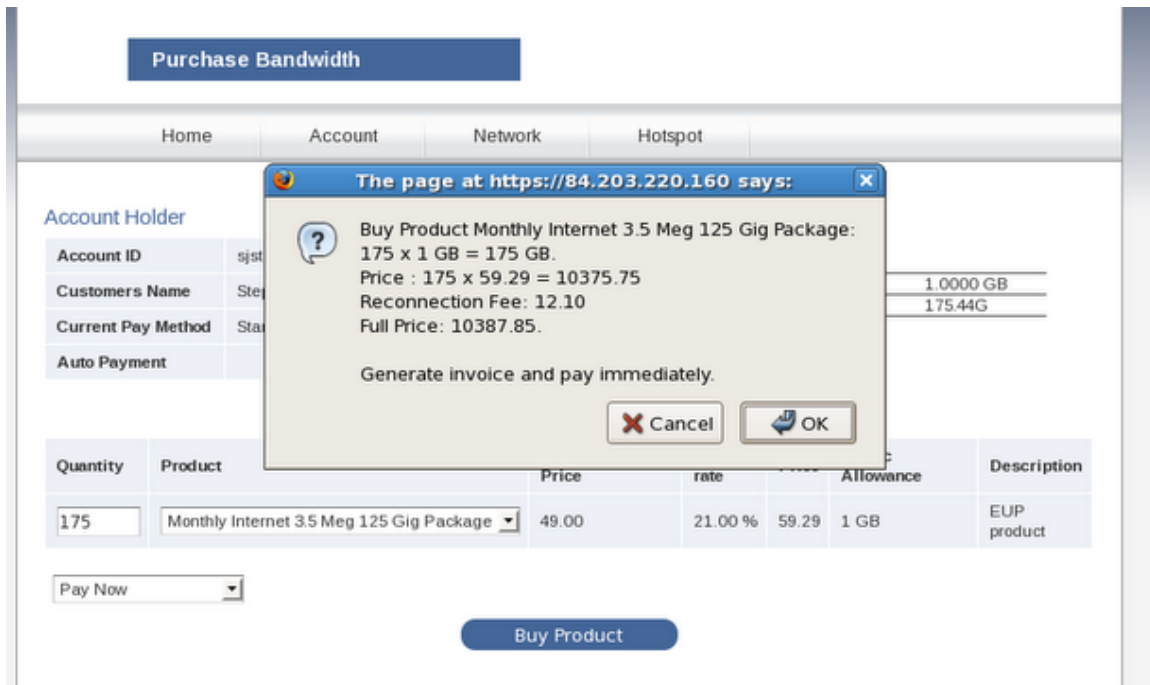 Purchase Bandwidth
Home Account Network Hotspot
The page at https://84.203.220.160 says:
Account Holder
Buy Product Monthly Internet 3.5 Meg 125 Gig Package:
175 x 1 GB = 175 GB.
Price : 175 x 59.29 = 10375.75
Reconnection Fee: 12.10
Full Price: 10387.85.
Generate invoice and pay immediately.
Cancel OK
Account ID sjst
Customers Name Step
1.0000 GB
175.44G
Current Pay Method
Auto Payment
Quantity Product Price rate Allowance Description
175 Monthly Internet 3.5 Meg 125 Gig Package 49.00 21.00 % 59.29 1 GB EUP product
Pay Now
Buy Product